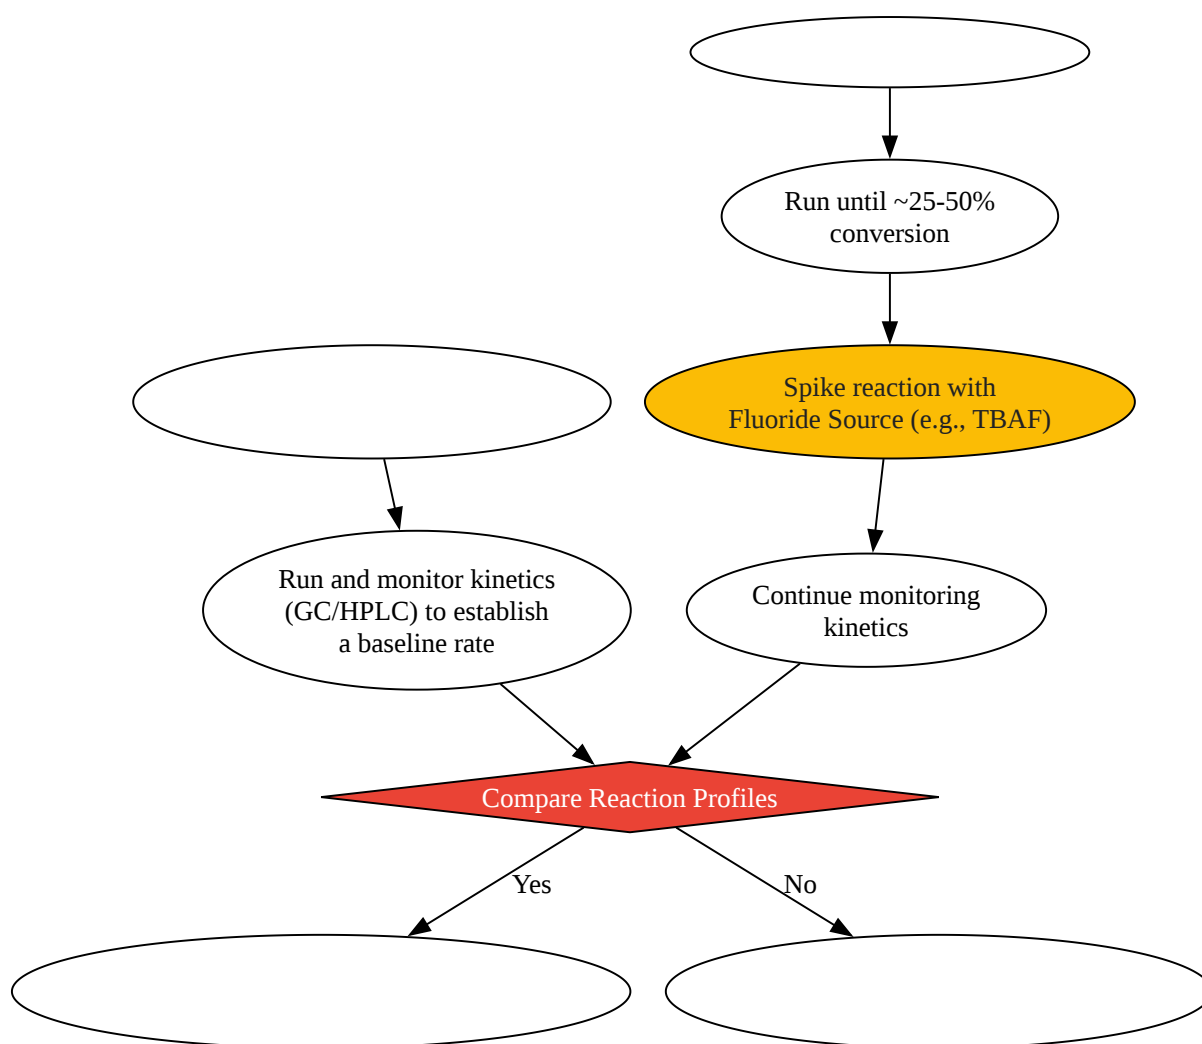 Run until ~25-50%
conversion
Spike reaction with
Fluoride Source (e.g., TBAF)
Run and monitor kinetics
(GC/HPLC) to establish
a baseline rate
Continue monitoring
kinetics
Compare Reaction Profiles
Yes
No